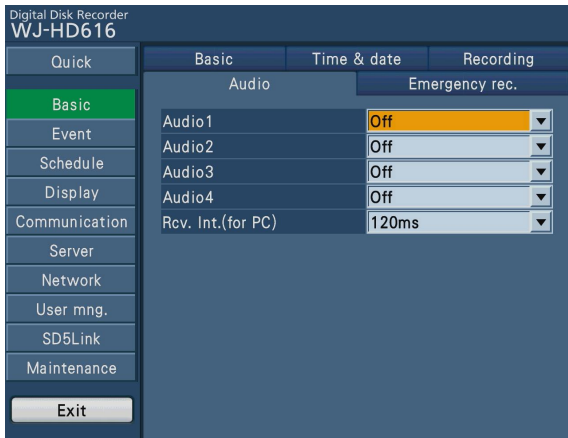 Digital Disk Recorder
WJ-HD616
Quick
Basic
Event
Schedule
Display
Communication
Server
Network
User mng.
SD5Link
Maintenance
Exit
Basic Time & date Recording
Audio Emergency rec.
Audio1 Off
Audio2 Off
Audio3 Off
Audio4 Off
Rcv. Int.(for PC) 120ms